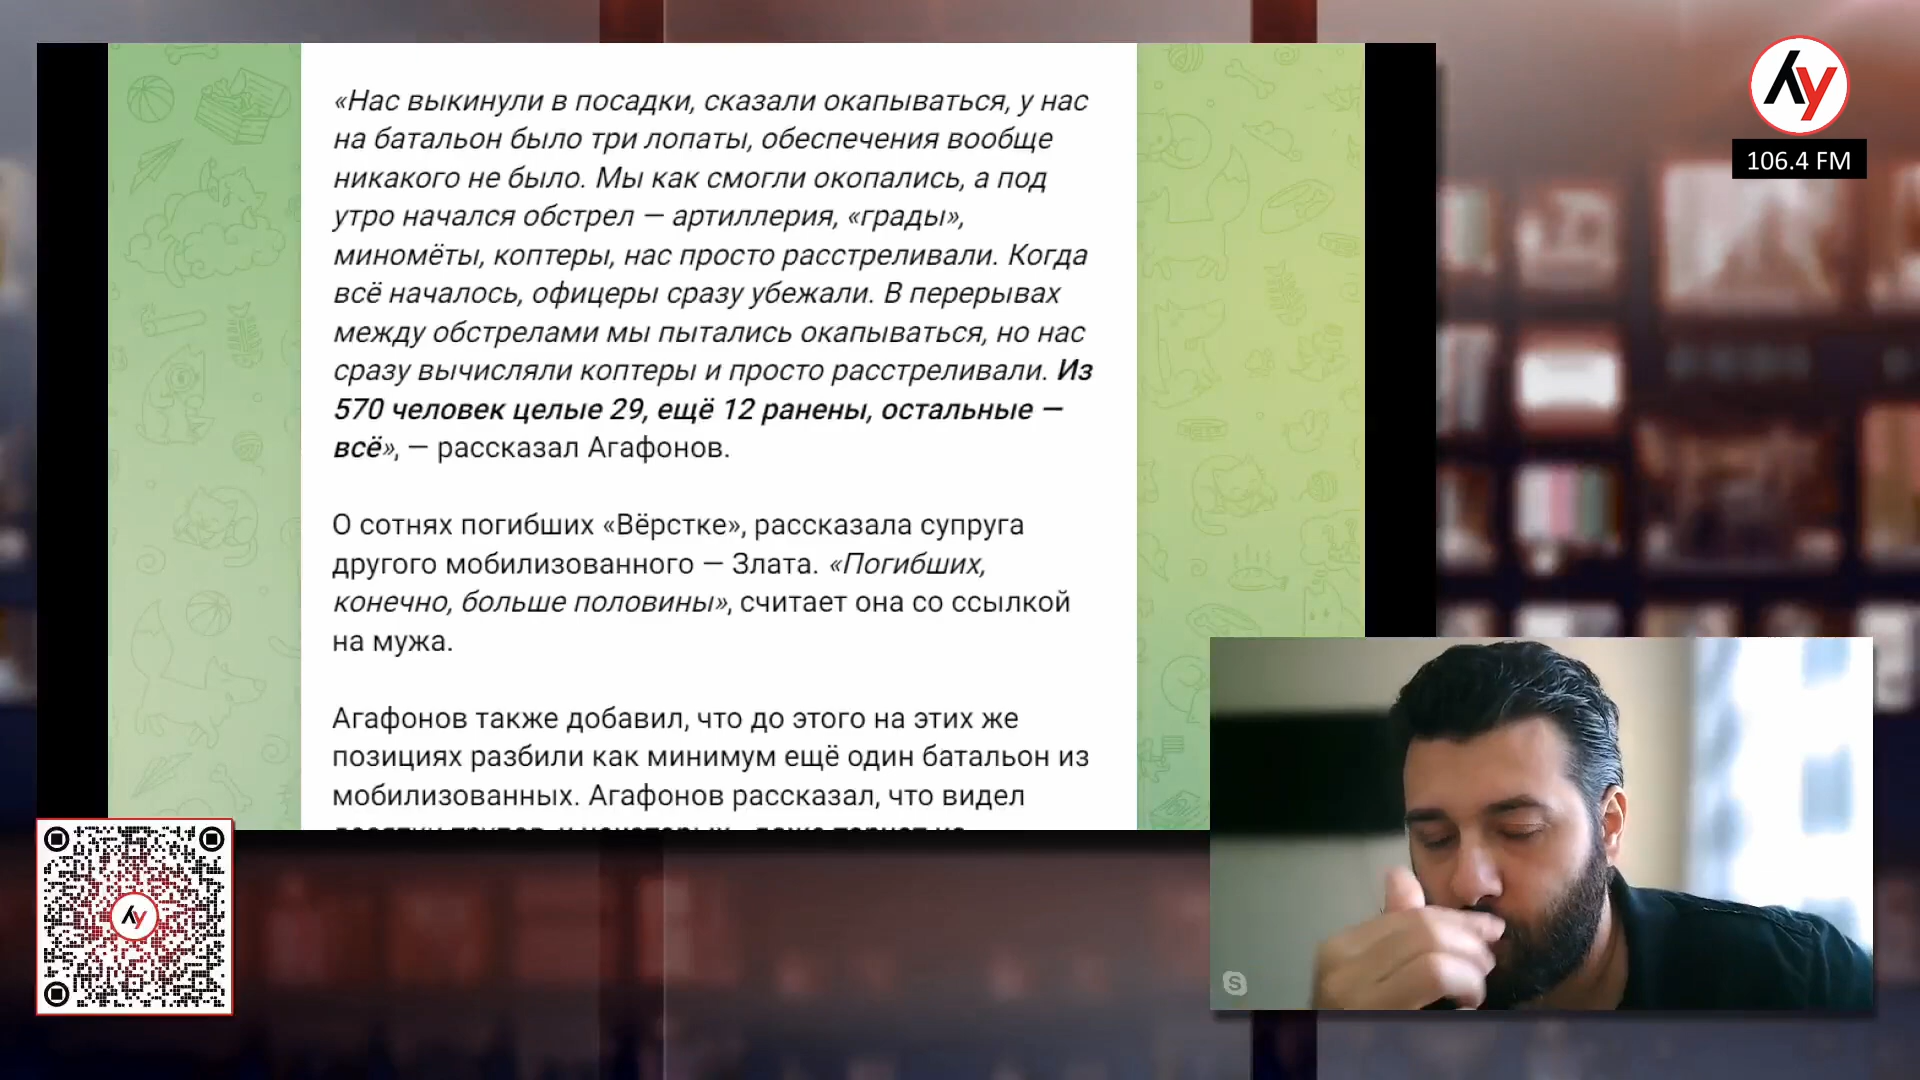 «Нас выкинули в посадки, сказали окапываться, у нас
на батальон было три лопаты, обеспечения вообще
никакого не было. Мы как смогли окопались, а под
утро начался обстрел — артиллерия, «грады»,
миномёты, коптеры, нас просто расстреливали. Когда
всё началось, офицеры сразу убежали. В перерывах
между обстрелами мы пытались окапываться, но нас
сразу вычисляли коптеры и просто расстреливали. Из
570 человек целые 29, ещё 12 ранены, остальные —
всё», — рассказал Агафонов.
О сотнях погибших «Вёрстке», рассказала супруга
другого мобилизованного — Злата. «Погибших,
конечно, больше половины», считает она со ссылкой
на мужа.
Агафонов также добавил, что до этого на этих же
позициях разбили как минимум ещё один батальон из
мобилизованных. Агафонов рассказал, что видел
106.4 FM